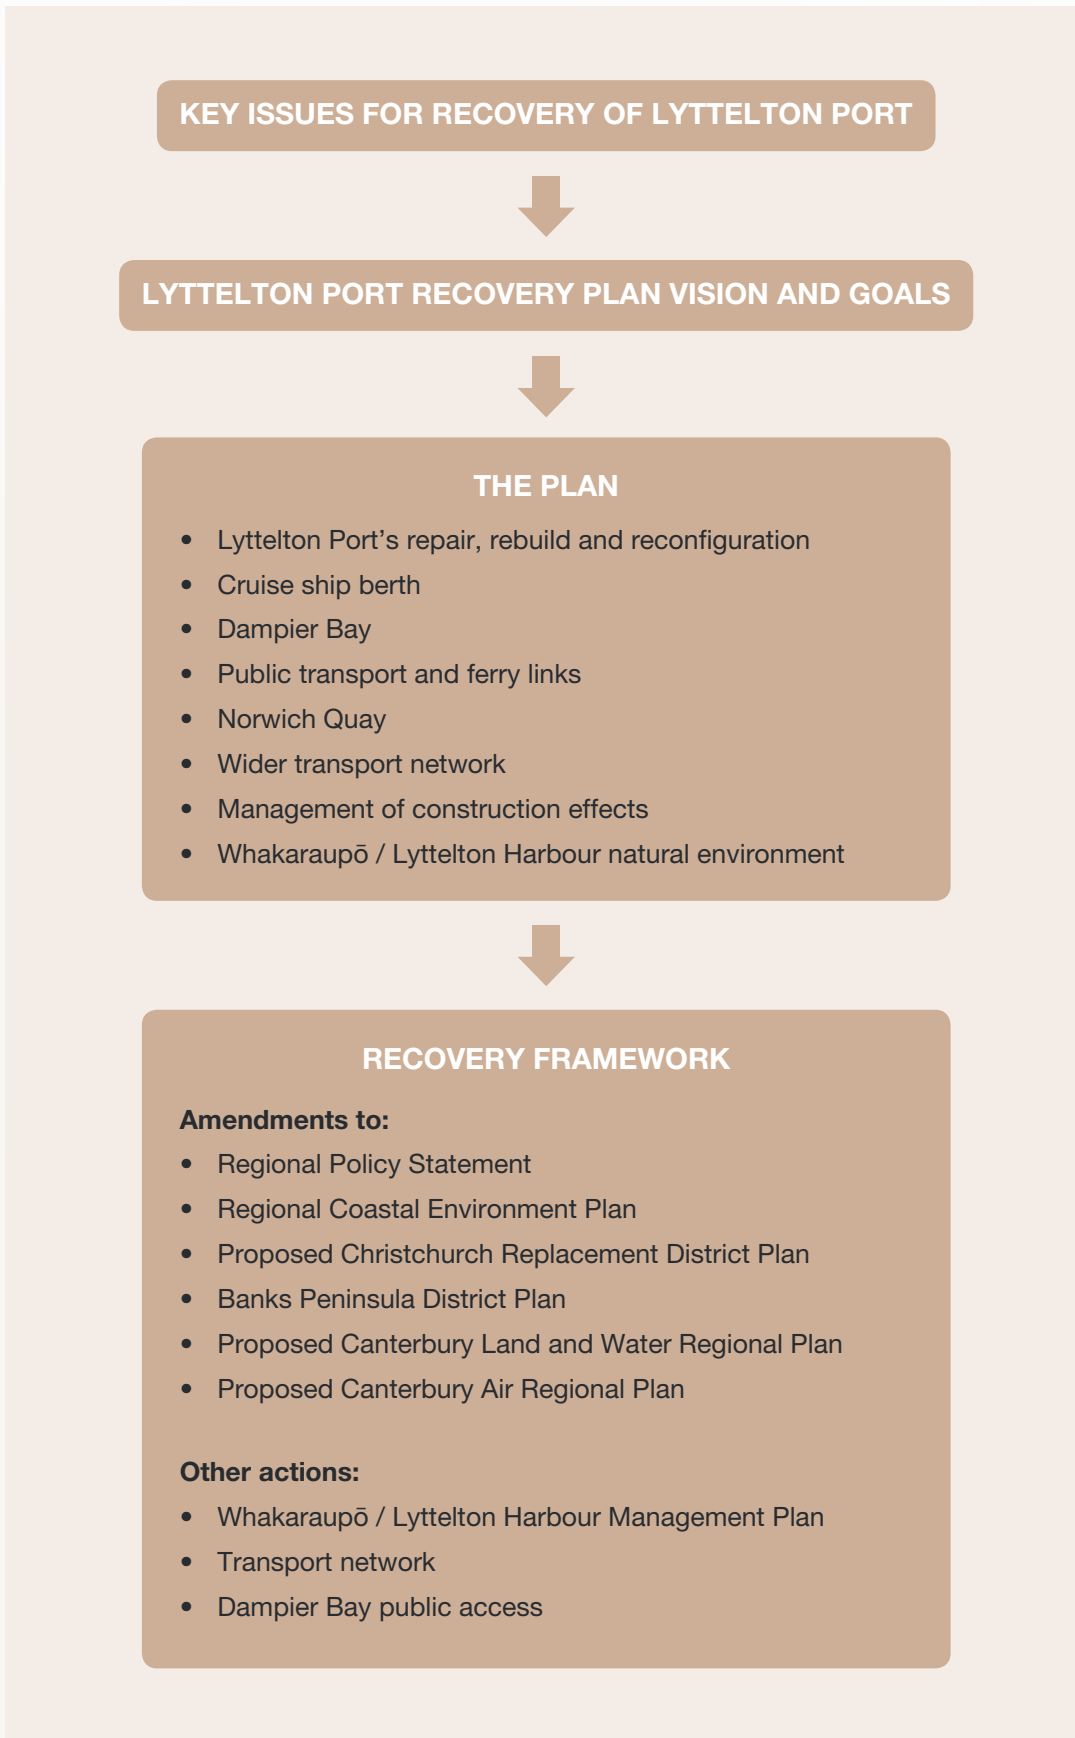 KEY ISSUES FOR RECOVERY OF LYTTELTON PORT
LYTTELTON PORT RECOVERY PLAN VISION AND GOALS
THE PLAN
• Lyttelton Port’s repair, rebuild and reconfiguration
• Cruise ship berth
• Dampier Bay
• Public transport and ferry links
• Norwich Quay
• Wider transport network
• Management of construction effects
• Whakaraupō / Lyttelton Harbour natural environment
RECOVERY FRAMEWORK
Amendments to:
• Regional Policy Statement
• Regional Coastal Environment Plan
• Proposed Christchurch Replacement District Plan
• Banks Peninsula District Plan
• Proposed Canterbury Land and Water Regional Plan
• Proposed Canterbury Air Regional Plan
Other actions:
• Whakaraupō / Lyttelton Harbour Management Plan
• Transport network
• Dampier Bay public access